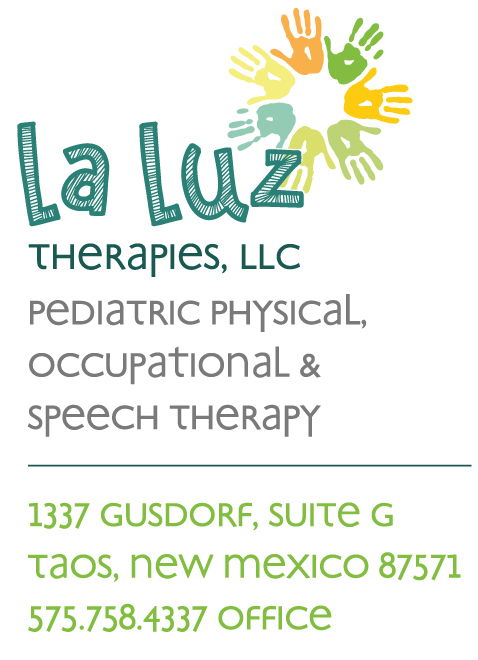 La Luz
Therapies, LLC
Pediatric Physical,
Occupational &
Speech Therapy
1337 Gusdorf, Suite G
Taos, New Mexico 87571
575.758.4337 Office